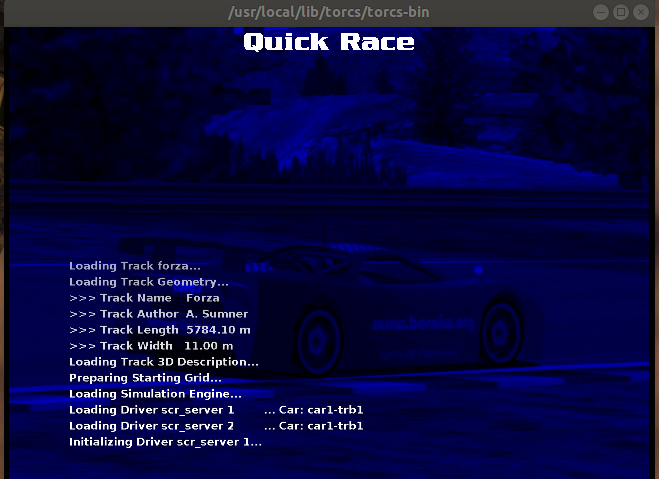 /usr/local/lib/torcs/torcs-bin
Quick Race
Loading Track forza...
Loading Track Geometry...
>>> Track Name Forza
>>> Track Author A. Sumner
>>> Track Length 5784.10 m
>>> Track Width 11.00 m
Loading Track 3D Description...
Preparing Starting Grid...
Loading Simulation Engine...
Loading Driver scr_server 1 ... Car: car1-trb1
Loading Driver scr_server 2 ... Car: car1-trb1
Initializing Driver scr_server 1...